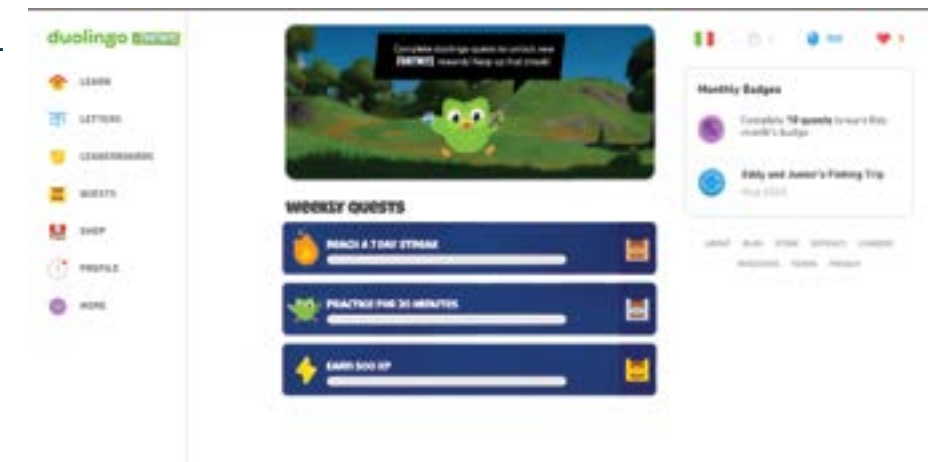 duolingo
LEARN
LETTERS
LEADERBOARDS
QUESTS
SHOP
PROFILE
MORE
Complete duolingo quests to unlock new
FORTNITE rewards! Keep up that streak!
WEEKLY QUESTS
REACH A 7 DAY STREAK
PRACTICE FOR 30 MINUTES
EARN 500 XP
Monthly Badges
Complete quests to earn this
month's badge
Eddy and Junior's Fishing Trip
ABOUT BLOG STORE EFFICACY CAREERS
INVESTORS TERMS PRIVACY